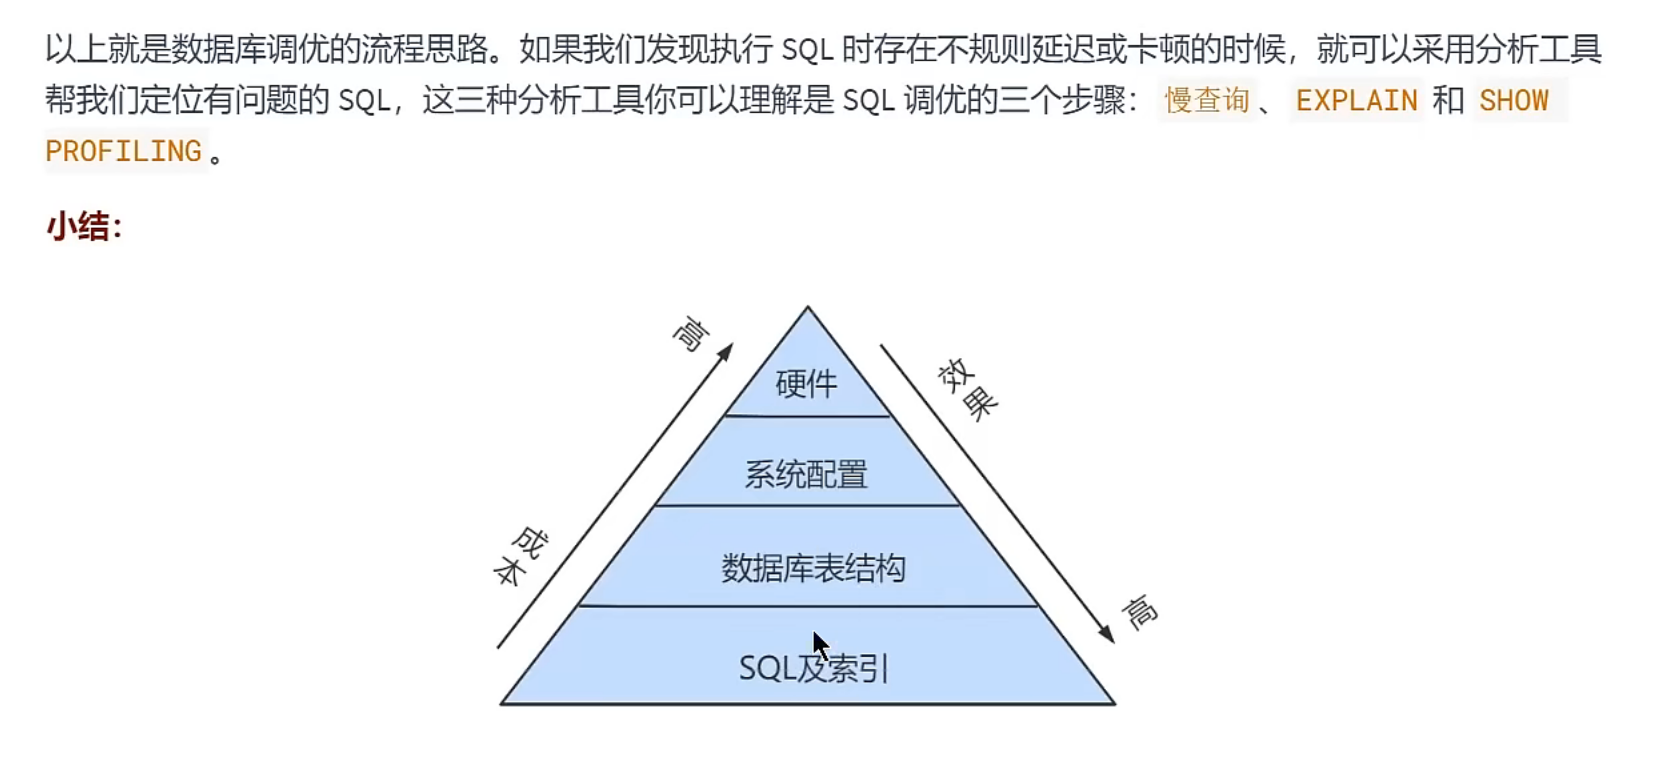 以上就是数据库调优的流程思路。如果我们发现执行 SQL 时存在不规则延迟或卡顿的时候，就可以采用分析工具
帮我们定位有问题的 SQL，这三种分析工具你可以理解是 SQL 调优的三个步骤： 慢查询 、 EXPLAIN 和 SHOW
PROFILING 。
小结：
高
效果
硬件
系统配置
成本
数据库表结构
高
SQL及索引